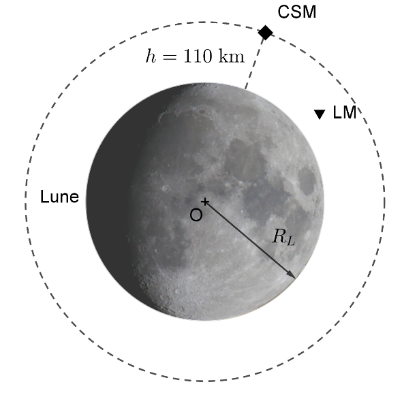 CSM
h = 110 km
LM
Lune
O
R_L